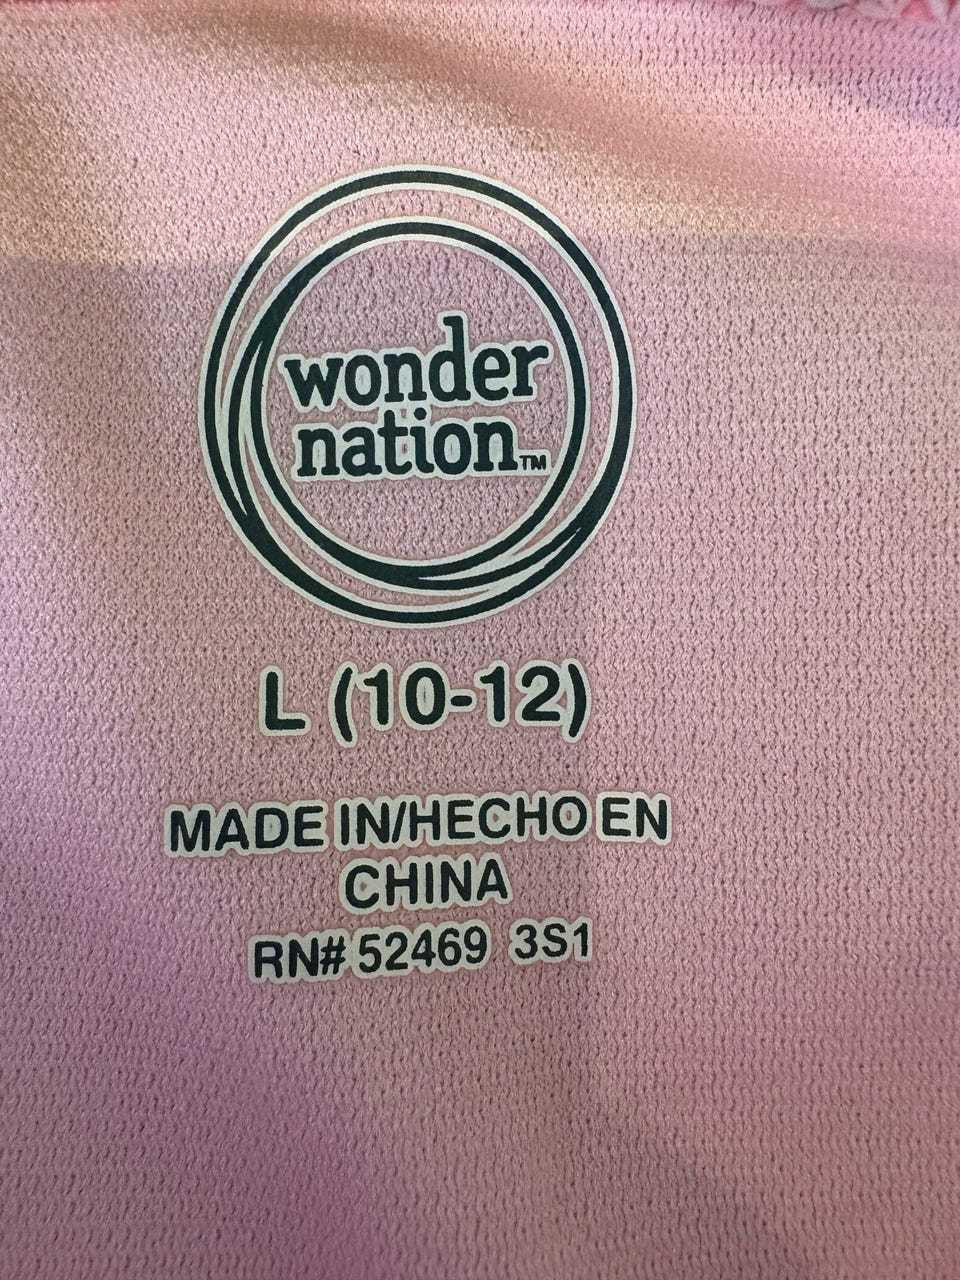 wonder
nation™
L (10-12)
MADE IN/HECHO EN
CHINA
RN# 52469 3S1